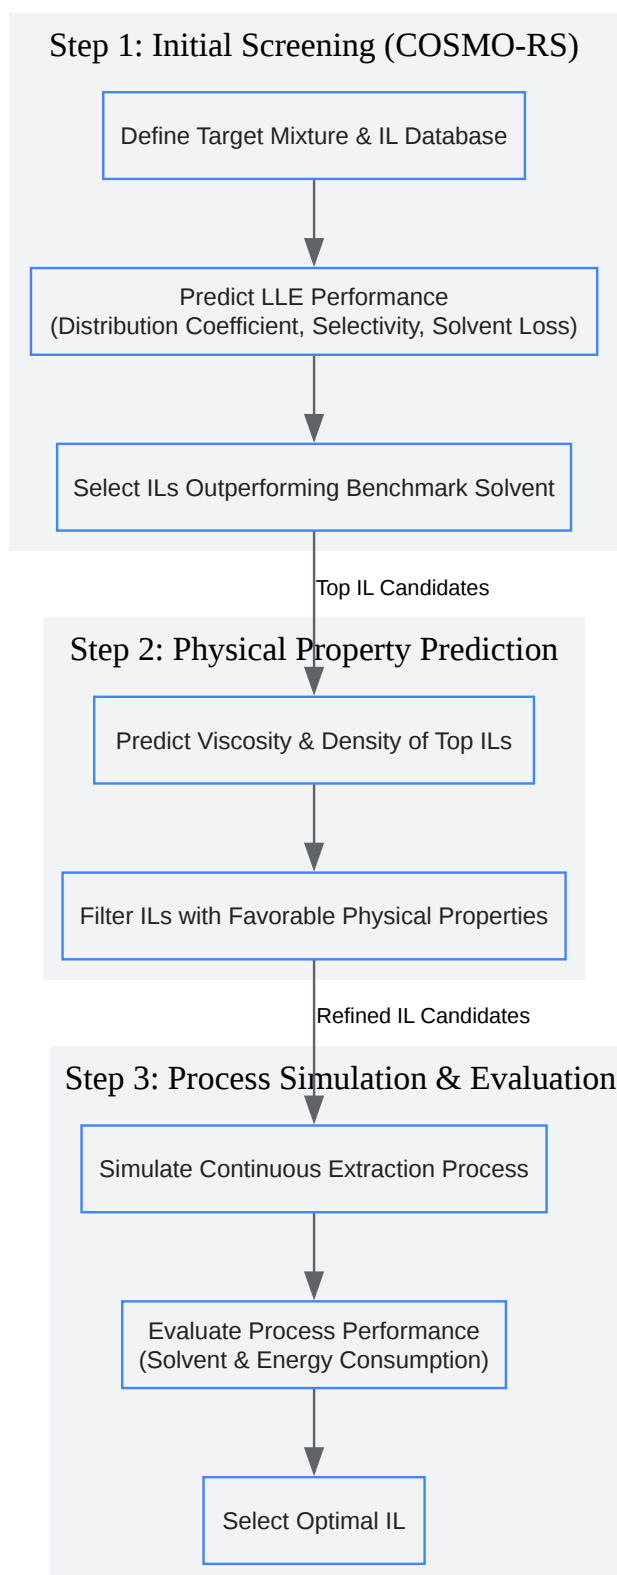 Step 1: Initial Screening (COSMO-RS)
Define Target Mixture & IL Database
Predict LLE Performance
(Distribution Coefficient, Selectivity, Solvent Loss)
Select ILs Outperforming Benchmark Solvent
Top IL Candidates
Step 2: Physical Property Prediction
Predict Viscosity & Density of Top ILs
Filter ILs with Favorable Physical Properties
Refined IL Candidates
Step 3: Process Simulation & Evaluation
Simulate Continuous Extraction Process
Evaluate Process Performance
(Solvent & Energy Consumption)
Select Optimal IL